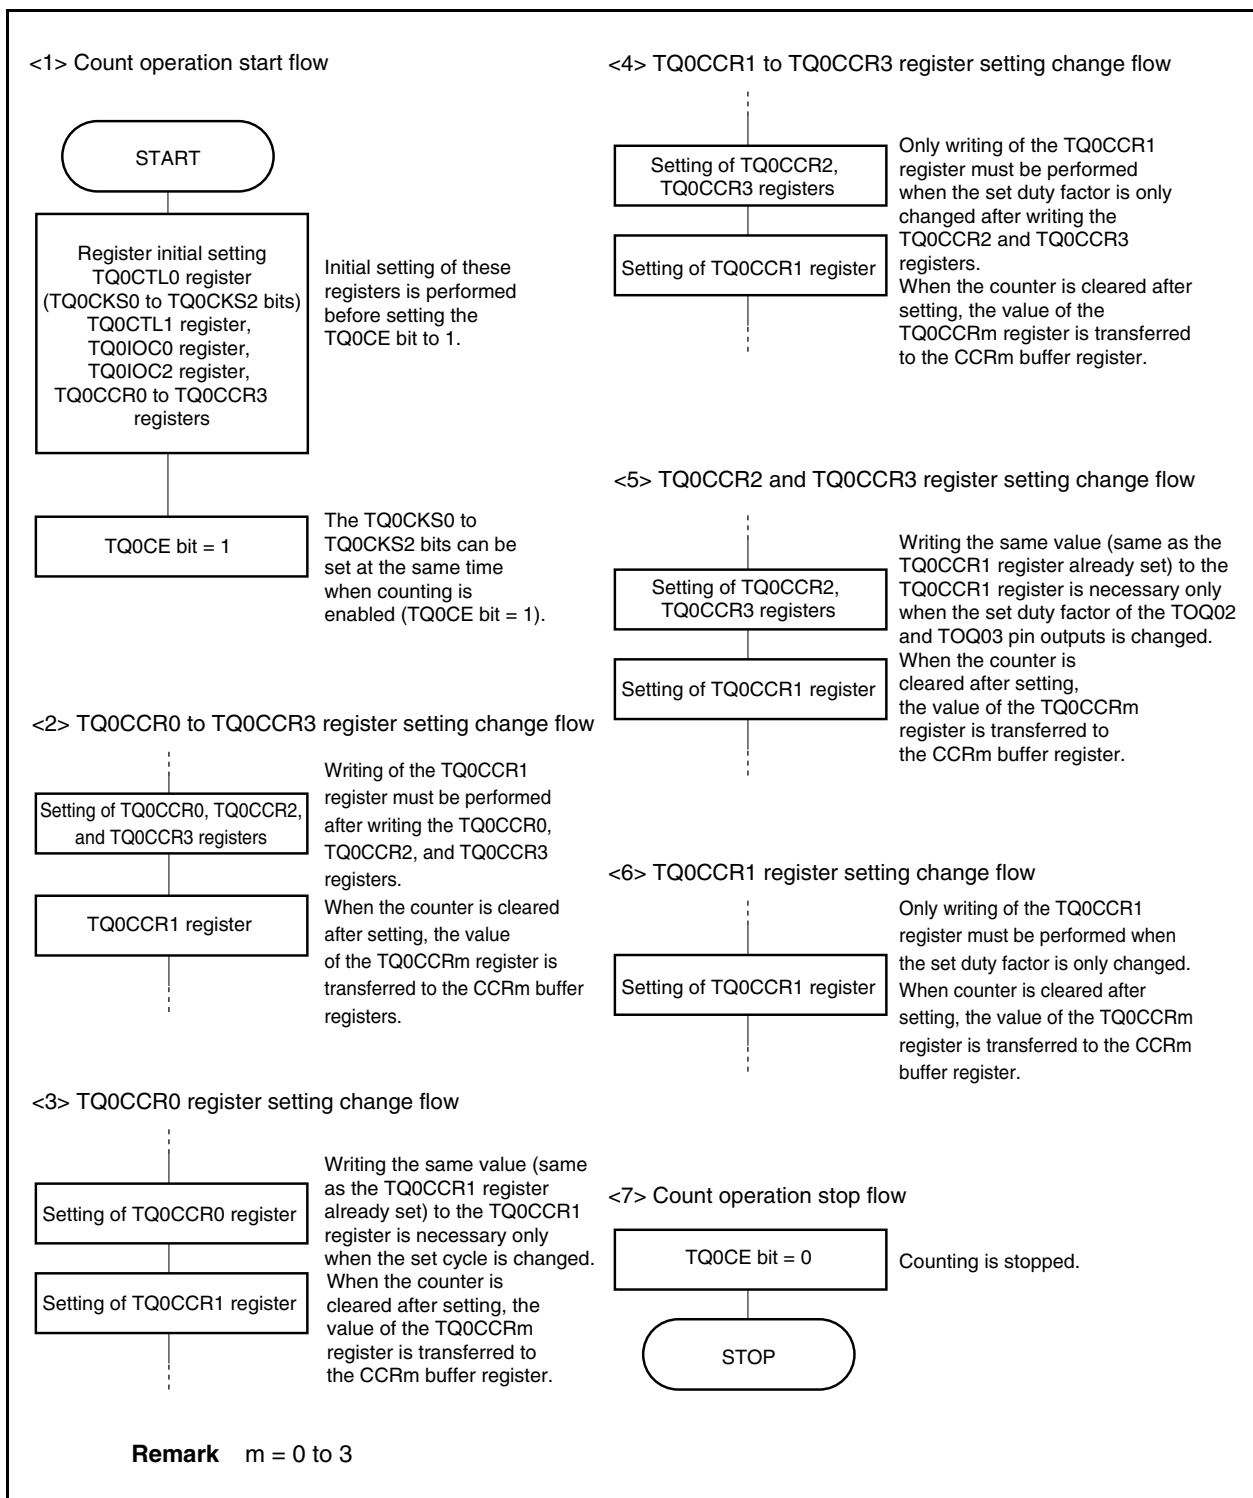 <1> Count operation start flow
START
Register initial setting
TQ0CTL0 register
(TQ0CKS0 to TQ0CKS2 bits)
TQ0CTL1 register,
TQ0IOC0 register,
TQ0IOC2 register,
TQ0CCR0 to TQ0CCR3
registers
Initial setting of these
registers is performed
before setting the
TQ0CE bit to 1.
TQ0CE bit = 1
The TQ0CKS0 to
TQ0CKS2 bits can be
set at the same time
when counting is
enabled (TQ0CE bit = 1).
<2> TQ0CCR0 to TQ0CCR3 register setting change flow
Setting of TQ0CCR0, TQ0CCR2,
and TQ0CCR3 registers
TQ0CCR1 register
Writing of the TQ0CCR1
register must be performed
after writing the TQ0CCR0,
TQ0CCR2, and TQ0CCR3
registers.
When the counter is cleared
after setting, the value
of the TQ0CCRm register is
transferred to the CCRm buffer
registers.
<3> TQ0CCR0 register setting change flow
Setting of TQ0CCR0 register
Setting of TQ0CCR1 register
Writing the same value (same
as the TQ0CCR1 register
already set) to the TQ0CCR1
register is necessary only
when the set cycle is changed.
When the counter is
cleared after setting, the
value of the TQ0CCRm
register is transferred to
the CCRm buffer register.
<4> TQ0CCR1 to TQ0CCR3 register setting change flow
Setting of TQ0CCR2,
TQ0CCR3 registers
Setting of TQ0CCR1 register
Only writing of the TQ0CCR1
register must be performed
when the set duty factor is only
changed after writing the
TQ0CCR2 and TQ0CCR3
registers.
When the counter is cleared after
setting, the value of the
TQ0CCRm register is transferred
to the CCRm buffer register.
<5> TQ0CCR2 and TQ0CCR3 register setting change flow
Setting of TQ0CCR2,
TQ0CCR3 registers
Setting of TQ0CCR1 register
Writing the same value (same as the
TQ0CCR1 register already set) to the
TQ0CCR1 register is necessary only
when the set duty factor of the TOQ02
and TOQ03 pin outputs is changed.
When the counter is
cleared after setting,
the value of the TQ0CCRm
register is transferred to
the CCRm buffer register.
<6> TQ0CCR1 register setting change flow
Setting of TQ0CCR1 register
Only writing of the TQ0CCR1
register must be performed when
the set duty factor is only changed.
When counter is cleared after
setting, the value of the TQ0CCRm
register is transferred to the CCRm
buffer register.
<7> Count operation stop flow
TQ0CE bit = 0
Counting is stopped.
STOP
Remark m = 0 to 3